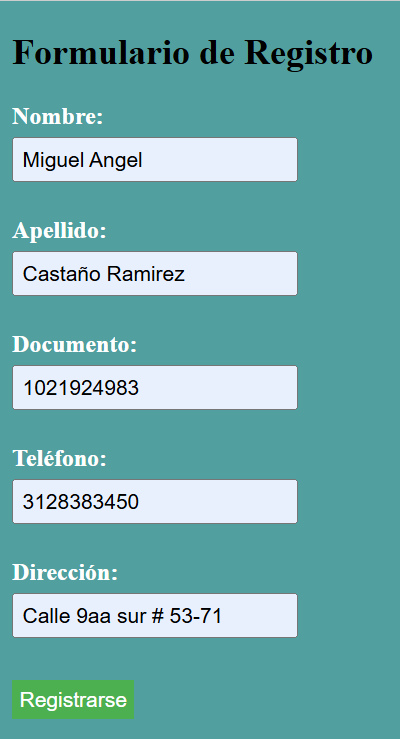 Formulario de Registro
Nombre:
Miguel Angel
Apellido:
Castaño Ramirez
Documento:
1021924983
Teléfono:
3128383450
Dirección:
Calle 9aa sur # 53-71
Registrarse